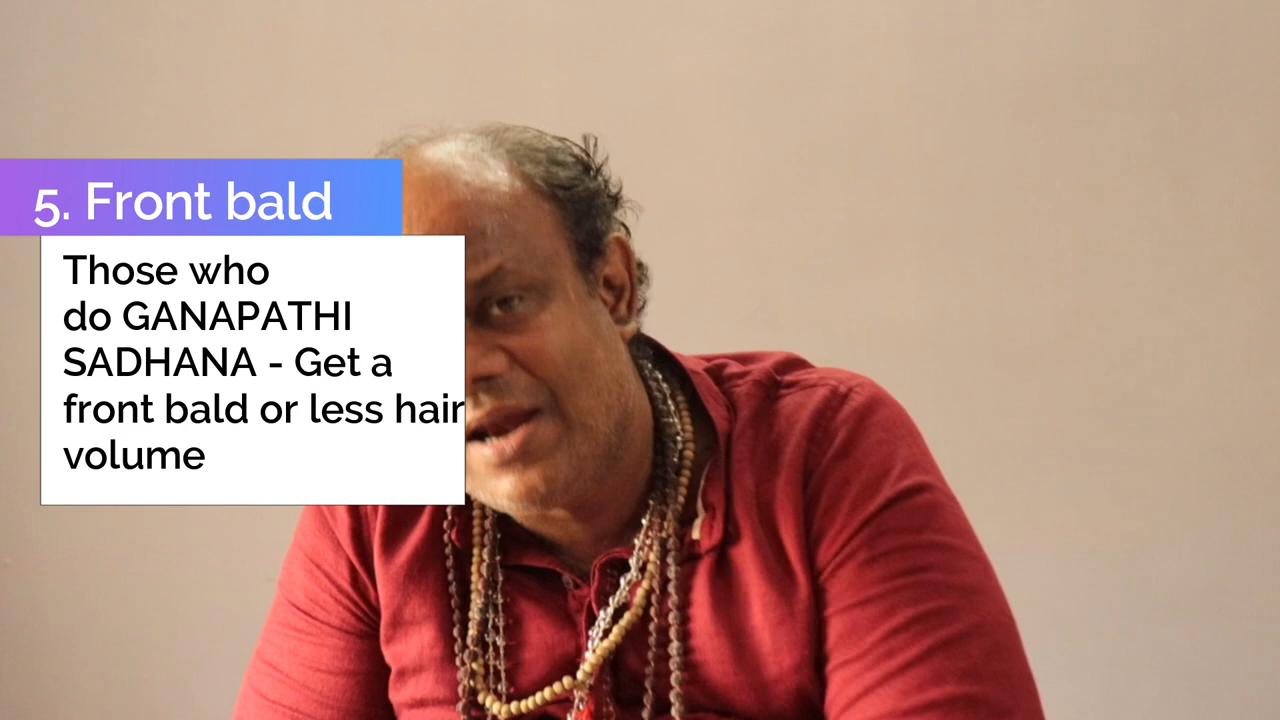 5. Front bald
Those who
do GANAPATHI
SADHANA - Get a
front bald or less hair
volume